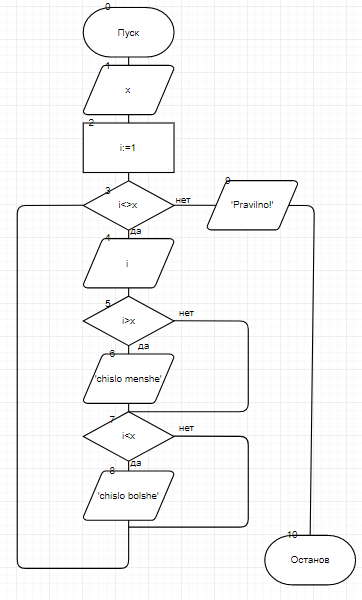 0
Пуск
1
x
2
i:=1
3
i<>x
нет
9
'Pravilno!'
да
4
i
5
i>x
нет
да
6
'chislo menshe'
7
i<x
нет
да
8
'chislo bolshe'
10
Останов